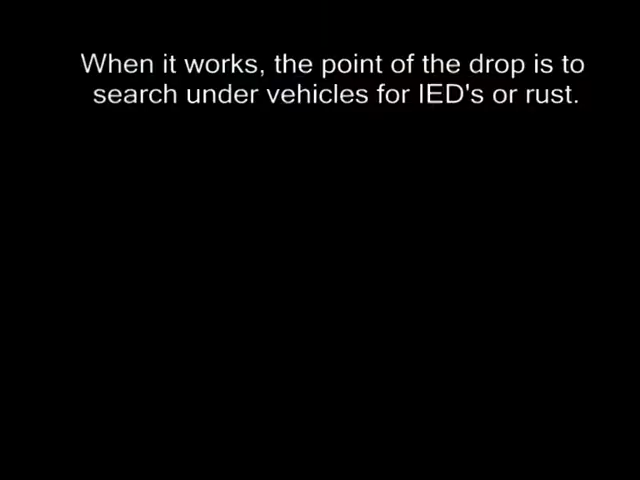 When it works, the point of the drop is to
search under vehicles for IED's or rust.